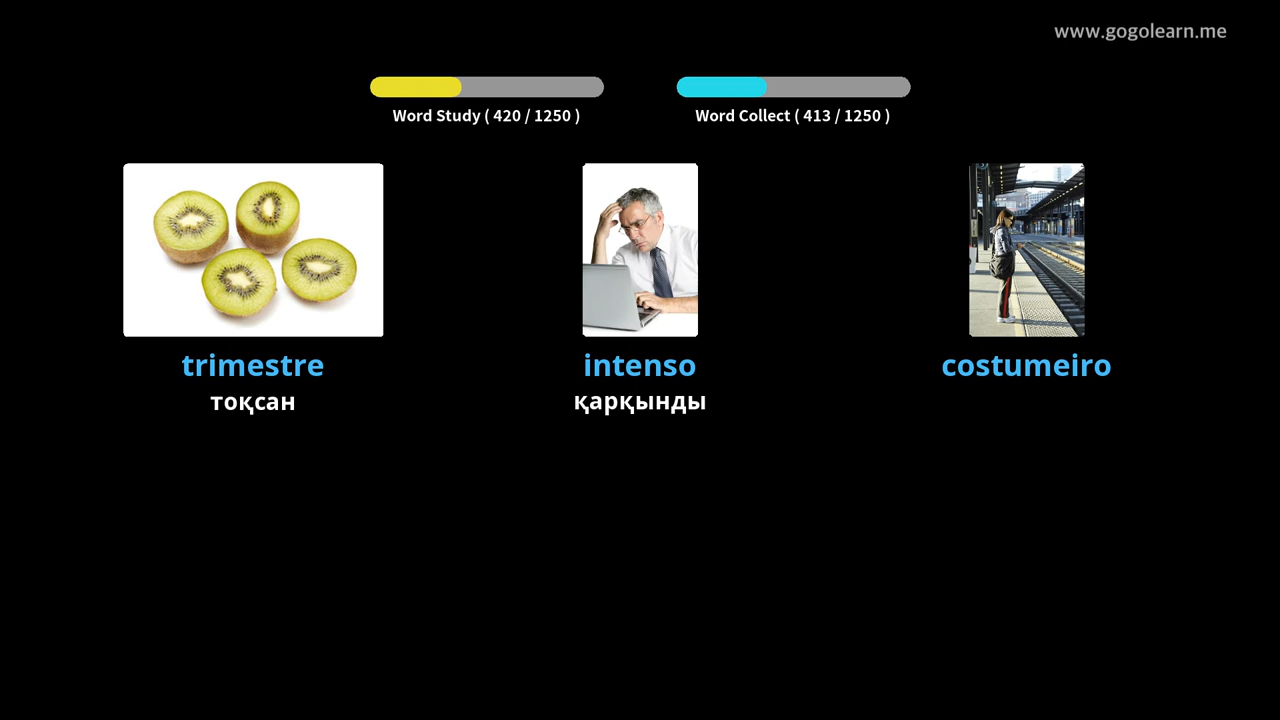 www.gogolearn.me
Word Study ( 420 / 1250 )
Word Collect ( 413 / 1250 )
trimestre
тоқсан
intenso
қарқынды
costumeiro